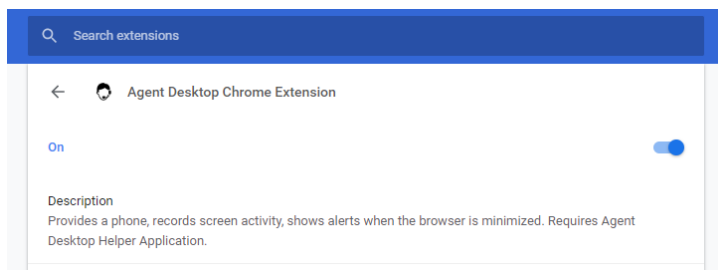 Search extensions
Agent Desktop Chrome Extension
On
Description
Provides a phone, records screen activity, shows alerts when the browser is minimized. Requires Agent
Desktop Helper Application.